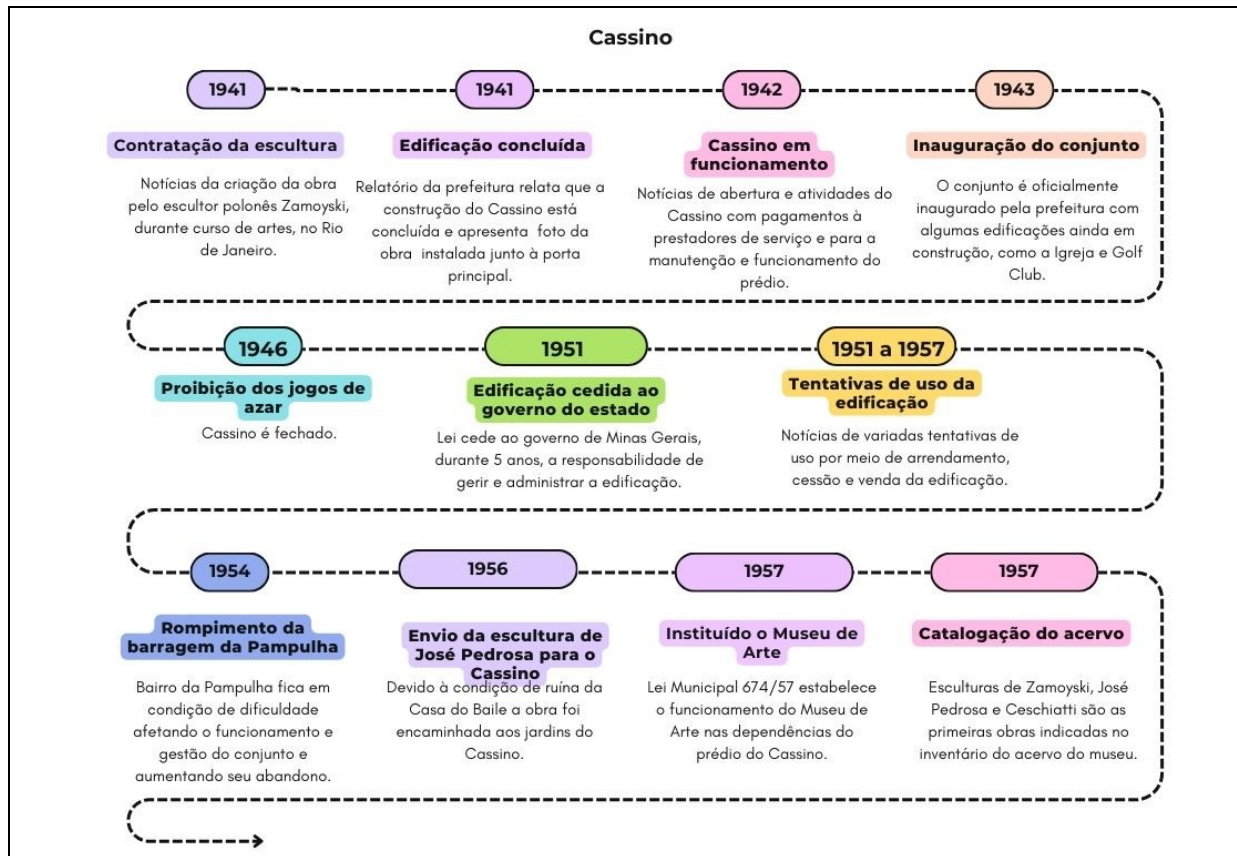 Cassino
1941
Contratação da escultura
Notícias da criação da obra
pelo escultor polonês Zamoyski,
durante curso de artes, no Rio
de Janeiro.
1941
Edificação concluída
Relatório da prefeitura relata que a
construção do Cassino está
concluída e apresenta foto da
obra instalada junto à porta
principal.
1942
Cassino em
funcionamento
Notícias de abertura e atividades do
Cassino com pagamentos à
prestadores de serviço e para a
manutenção e funcionamento do
prédio.
1943
Inauguração do conjunto
O conjunto é oficialmente
inaugurado pela prefeitura com
algumas edificações ainda em
construção, como a Igreja e Golf
Club.
1946
Proibição dos jogos de
azar
Cassino é fechado.
1951
Edificação cedida ao
governo do estado
Lei cede ao governo de Minas Gerais,
durante 5 anos, a responsabilidade de
gerir e administrar a edificação.
1951 a 1957
Tentativas de uso da
edificação
Notícias de variadas tentativas de
uso por meio de arrendamento,
cessão e venda da edificação.
1954
Rompimento da
barragem da Pampulha
Bairro da Pampulha fica em
condição de dificuldade
afetando o funcionamento e
gestão do conjunto e
aumentando seu abandono.
1956
Envio da escultura de
José Pedrosa para o
Cassino
Devido à condição de ruína da
Casa do Baile a obra foi
encaminhada aos jardins do
Cassino.
1957
Instituído o Museu de
Arte
Lei Municipal 674/57 estabelece
o funcionamento do Museu de
Arte nas dependências do
prédio do Cassino.
1957
Catalogação do acervo
Esculturas de Zamoyski, José
Pedrosa e Ceschiatti são as
primeiras obras indicadas no
inventário do acervo do museu.